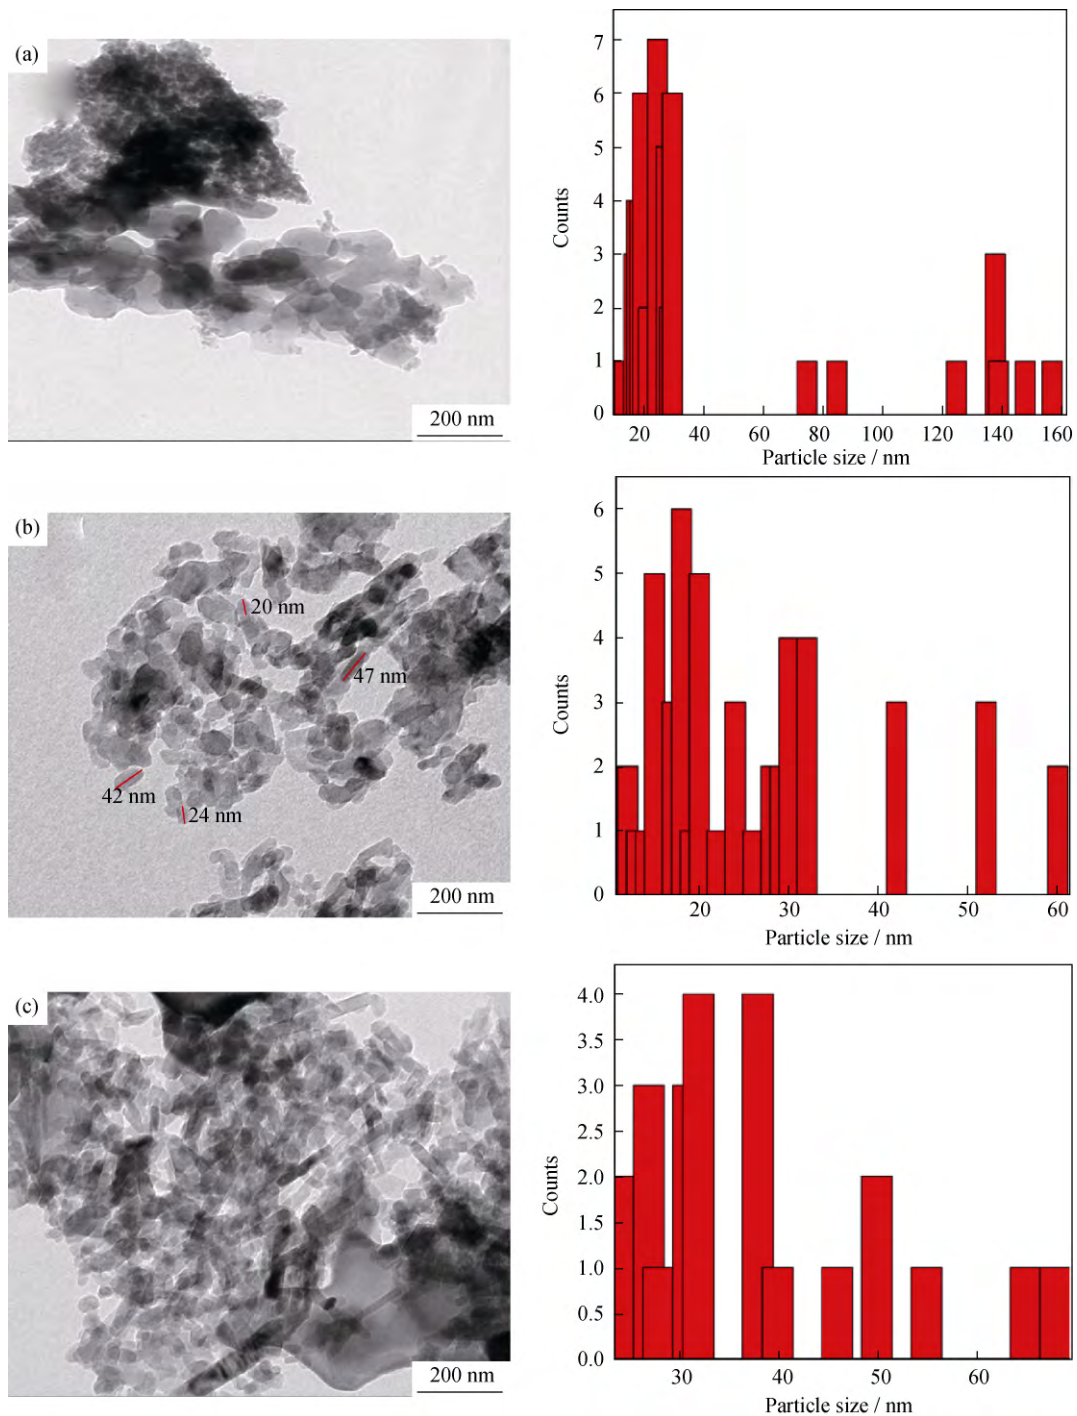 (a)
200 nm
7
6
5
4
3
2
1
0
Counts
20 40 60 80 100 120 140 160
Particle size / nm
(b)
20 nm
47 nm
42 nm
24 nm
200 nm
6
5
4
3
2
1
0
Counts
20 30 40 50 60
Particle size / nm
(c)
200 nm
4.0
3.5
3.0
2.5
2.0
1.5
1.0
0.5
0.0
Counts
30 40 50 60
Particle size / nm